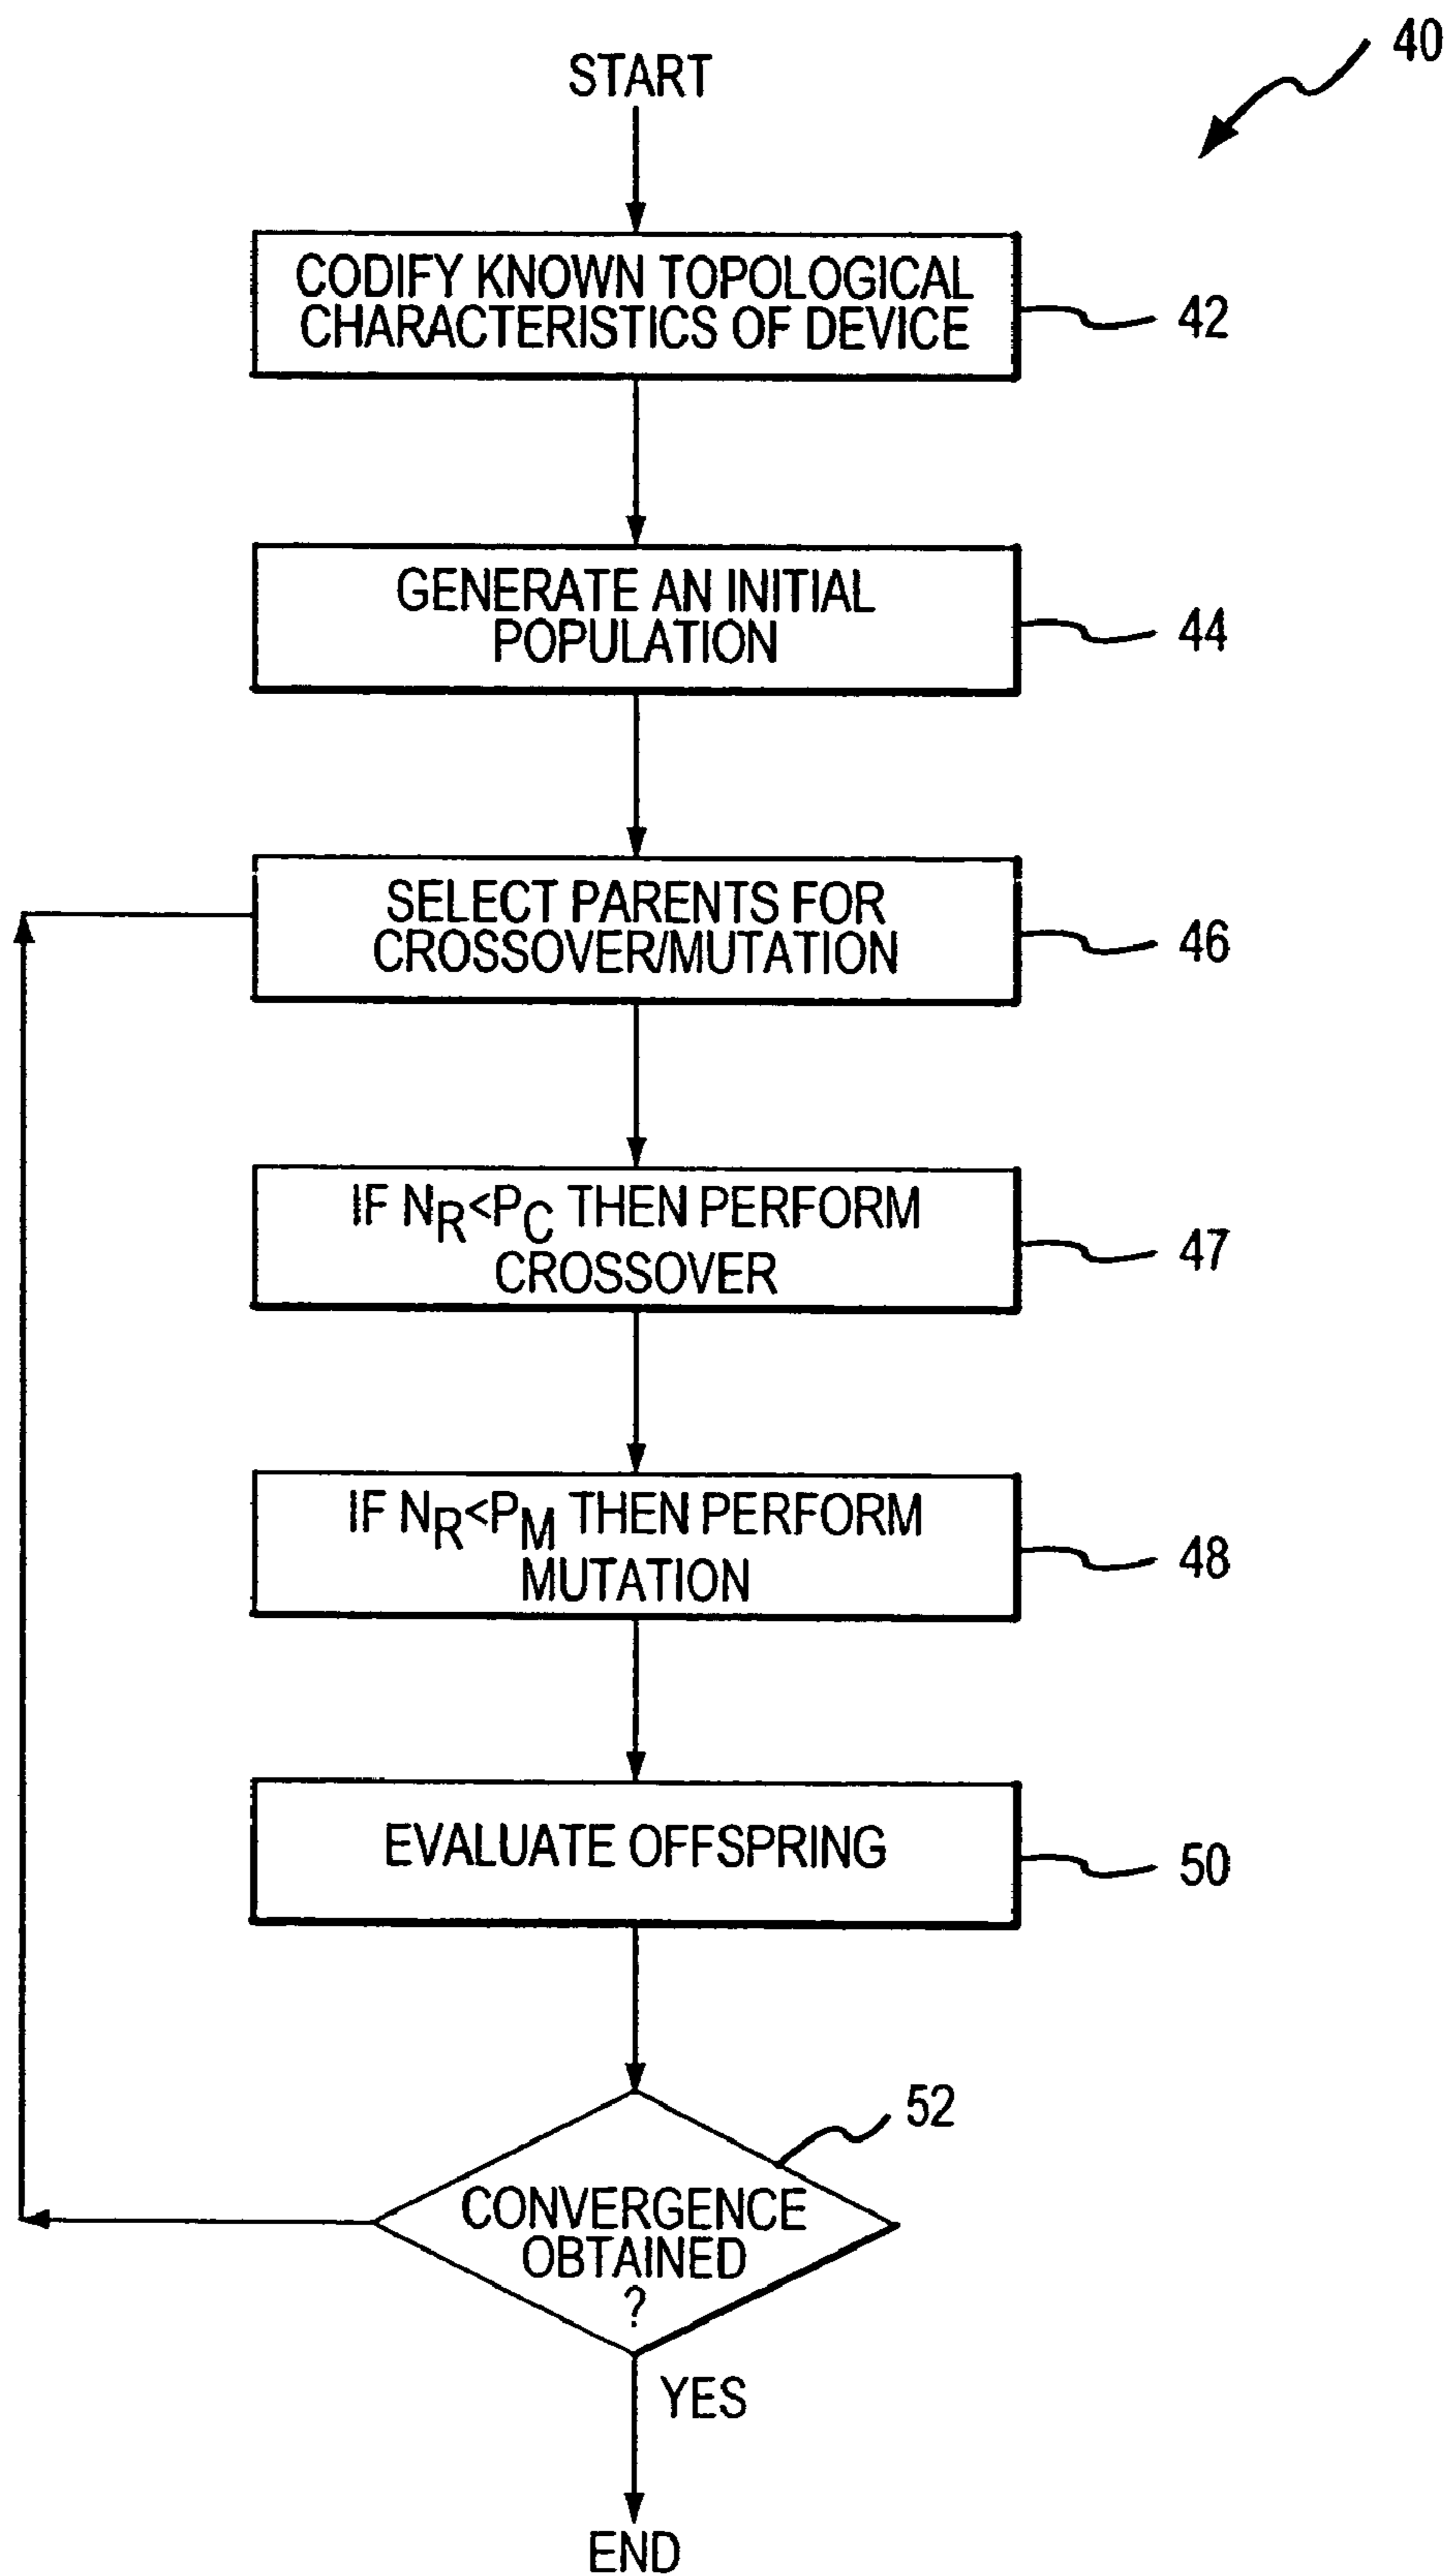 40
START
CODIFY KNOWN TOPOLOGICAL
CHARACTERISTICS OF DEVICE
42
GENERATE AN INITIAL
POPULATION
44
SELECT PARENTS FOR
CROSSOVER/MUTATION
46
IF NR<PC THEN PERFORM
CROSSOVER
47
IF NR<PM THEN PERFORM
MUTATION
48
EVALUATE OFFSPRING
50
52
CONVERGENCE
OBTAINED
?
YES
END